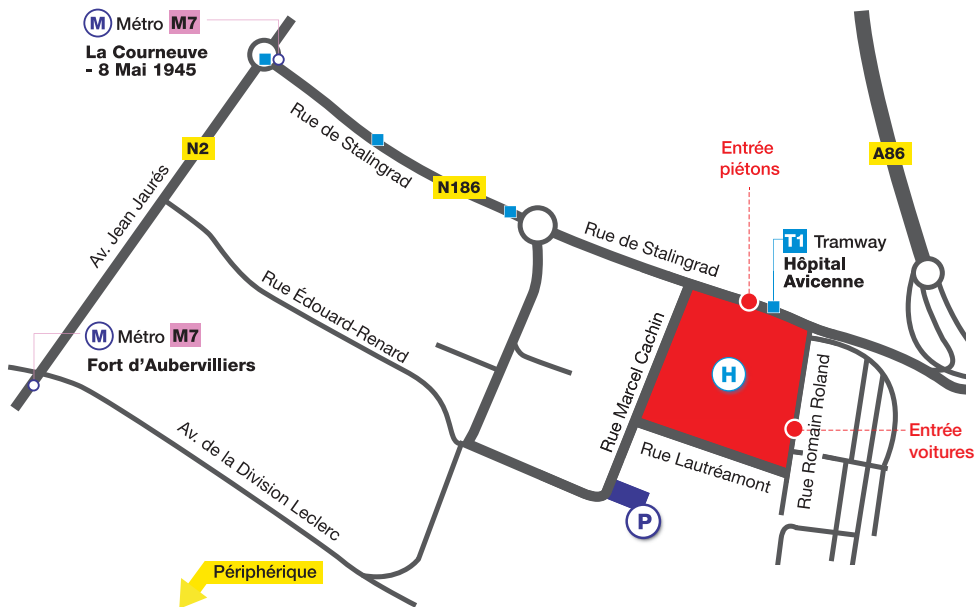 M Métro M7
La Courneuve
- 8 Mai 1945
N2
Rue de Stalingrad
N186
Av. Jean Jaurés
Entrée
piétons
A86
Rue de Stalingrad
T1 Tramway
Hôpital
Avicenne
Rue Édouard-Renard
M Métro M7
Fort d'Aubervilliers
Rue Marcel Cachin
H
Rue Romain Roland
Entrée
voitures
Av. de la Division Leclerc
Rue Lautréamont
P
Périphérique